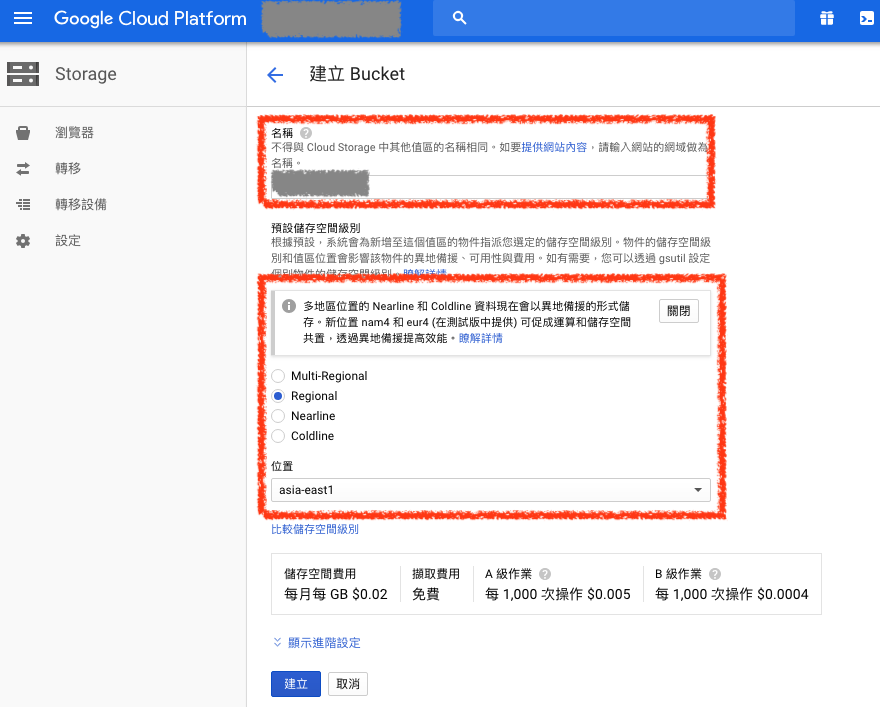 Google Cloud Platform
Storage
建立 Bucket
瀏覽器
轉移
轉移設備
設定
名稱
不得與 Cloud Storage 中其他值區的名稱相同。如要提供網站內容，請輸入網站的網域做為
名稱。
預設儲存空間級別
根據預設，系統會為新增至這個值區的物件指派您選定的儲存空間級別。物件的儲存空間級
別和值區位置會影響該物件的異地備援、可用性與費用。如有需要，您可以透過 gsutil 設定
個別物件的儲存空間級別。瞭解詳情
多地區位置的 Nearline 和 Coldline 資料現在會以異地備援的形式儲
存。新位置 nam4 和 eur4 (在測試版中提供) 可促成運算和儲存空間
共置，透過異地備援提高效能。瞭解詳情
關閉
Multi-Regional
Regional
Nearline
Coldline
位置
asia-east1
比較儲存空間級別
儲存空間費用 擷取費用 A 級作業 B 級作業
每月每 GB $0.02 免費 每 1,000 次操作 $0.005 每 1,000 次操作 $0.0004
顯示進階設定
建立 取消